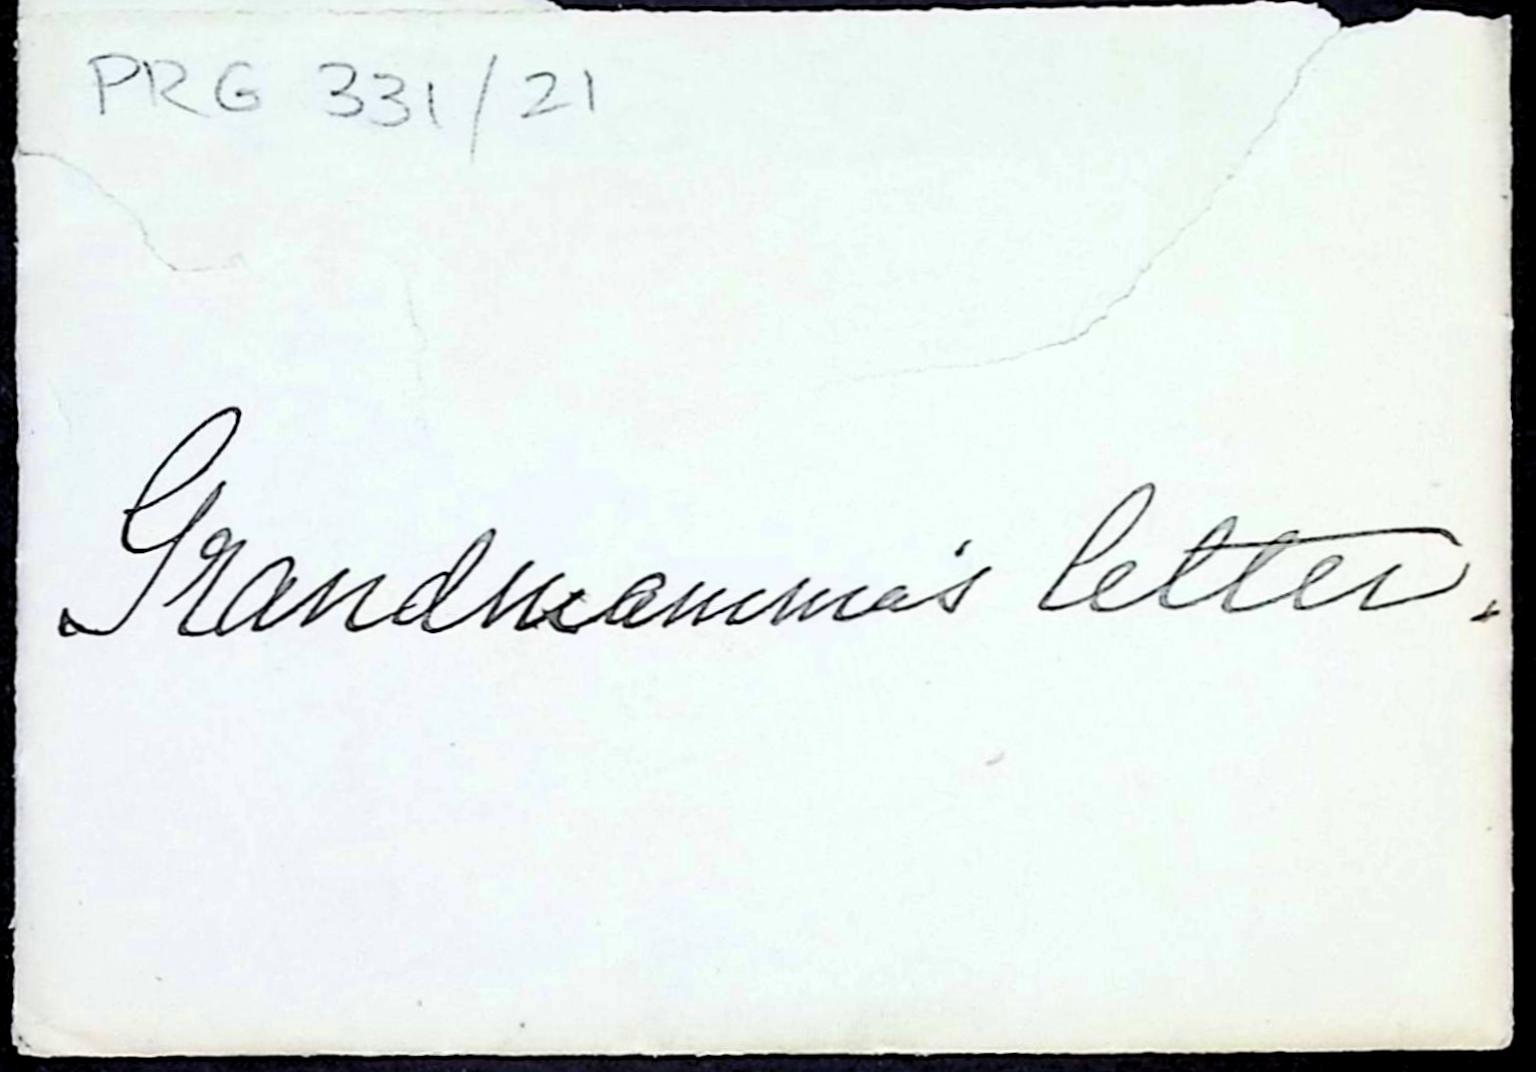 PRG 331/21
Grandmamma's letter.